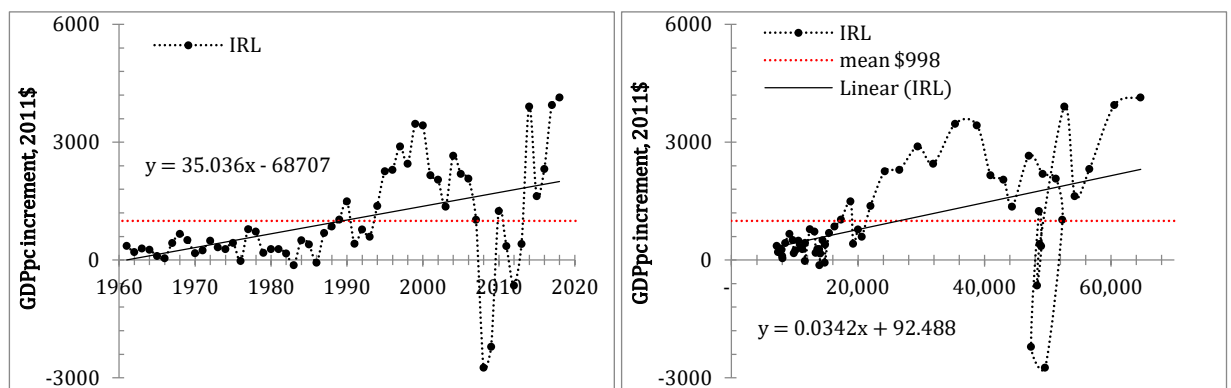 GDPpc increment, 2011$
6000
3000
0
-3000
IRL
y = 35.036x - 68707
1960 1970 1980 1990 2000 2010 2020
GDPpc increment, 2011$
6000
3000
0
-3000
IRL
mean $998
Linear (IRL)
y = 0.0342x + 92.488
- 20,000 40,000 60,000